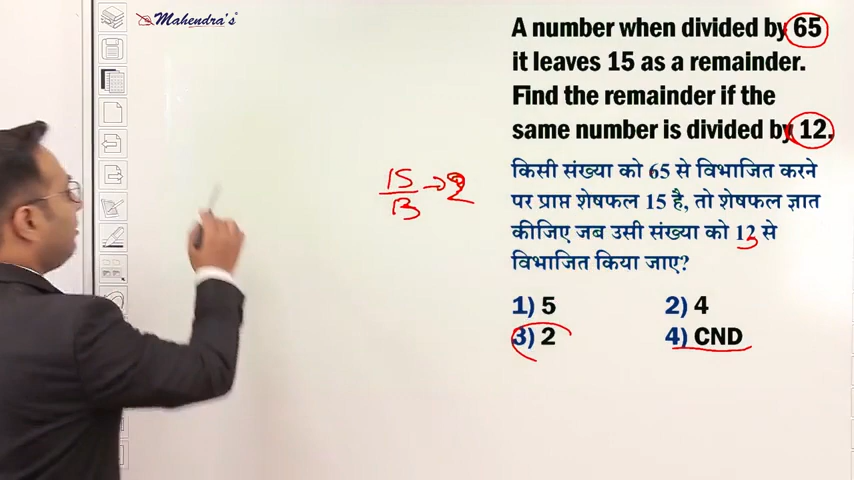 Mahendra's
A number when divided by 65
it leaves 15 as a remainder.
Find the remainder if the
same number is divided by 12.
किसी संख्या को 65 से विभाजित करने
पर प्राप्त शेषफल 15 है, तो शेषफल ज्ञात
कीजिए जब उसी संख्या को 12 से
विभाजित किया जाए?
1) 5 2) 4
3) 2 4) CND
15
13 → 2